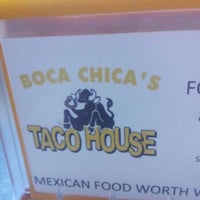 BOCA CHICA'S
TACO HOUSE
MEXICAN FOOD WORTH